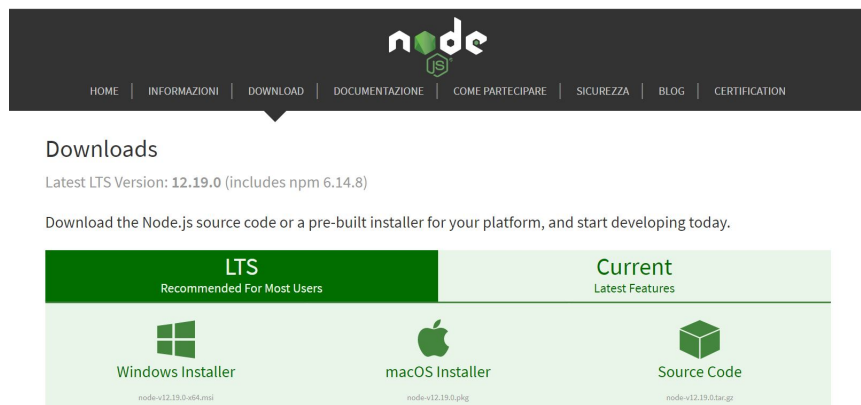 node
JS
HOME | INFORMAZIONI | DOWNLOAD | DOCUMENTAZIONE | COME PARTECIPARE | SICUREZZA | BLOG | CERTIFICATION
Downloads
Latest LTS Version: 12.19.0 (includes npm 6.14.8)
Download the Node.js source code or a pre-built installer for your platform, and start developing today.
LTS
Recommended For Most Users
Current
Latest Features
Windows Installer
node-v12.19.0-x64.msi
macOS Installer
node-v12.19.0.pkg
Source Code
node-v12.19.0.tar.gz